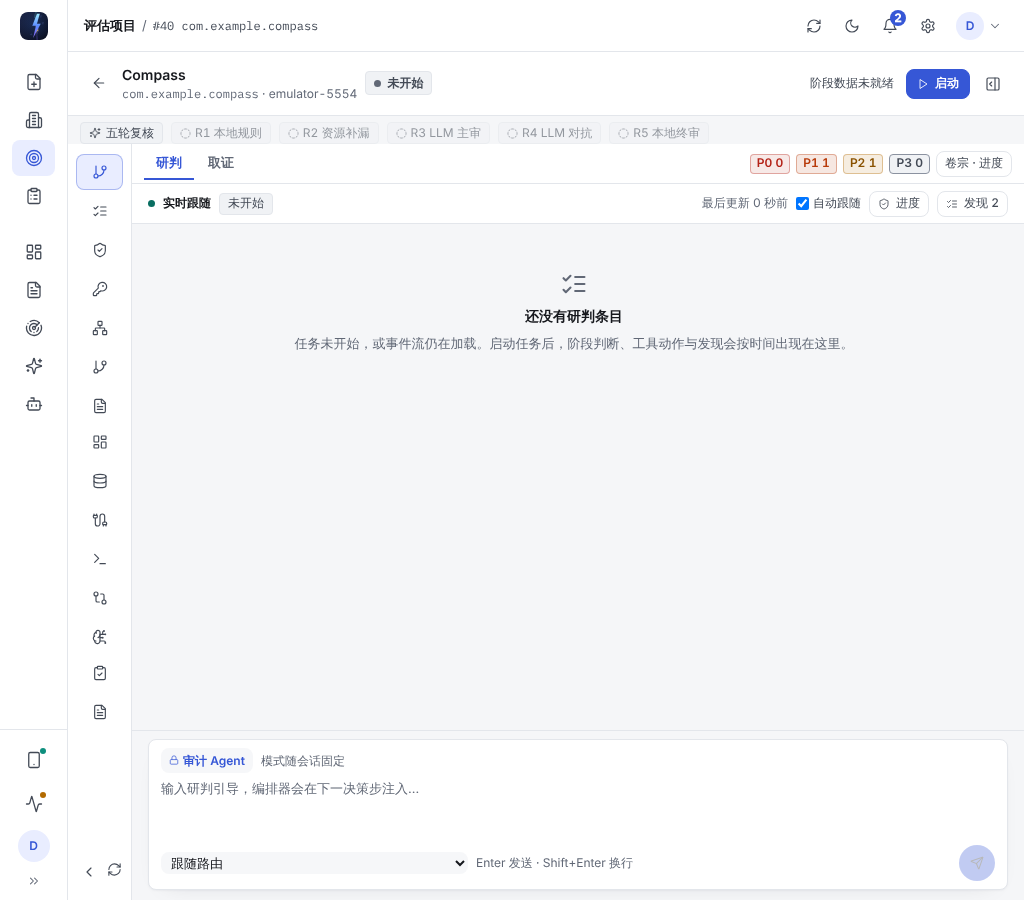 评估项目 / #40 com.example.compass
2
D
Compass
com.example.compass · emulator-5554
未开始
阶段数据未就绪
启动
五轮复核
R1 本地规则
R2 资源补漏
R3 LLM 主审
R4 LLM 对抗
R5 本地终审
研判
取证
P0 0
P1 1
P2 1
P3 0
卷宗 · 进度
实时跟随
未开始
最后更新 0 秒前
自动跟随
进度
发现 2
还没有研判条目
任务未开始，或事件流仍在加载。启动任务后，阶段判断、工具动作与发现会按时间出现在这里。
审计 Agent
模式随会话固定
输入研判引导，编排器会在下一决策步注入...
跟随路由
Enter 发送 · Shift+Enter 换行
D